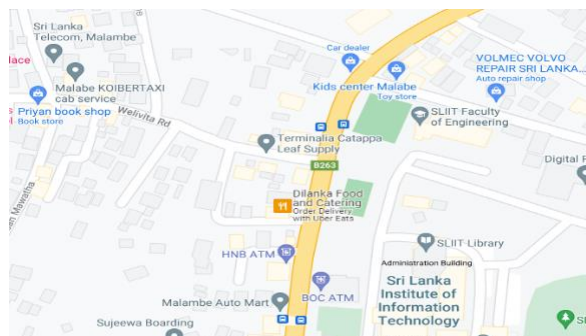 Sri Lanka
Telecom, Malambe
lace
Malabe KOIBERTAXI
cab service
Priyan book shop
Book store
Welivita Rd
Car dealer
Kids center Malabe
Toy store
VOLMEC VOLVO
REPAIR SRI LANKA...
Auto repair shop
SLIIT Faculty
of Engineering
Terminalia Catappa
Leaf Supply
B263
Digital
Dilanka Food
and Catering
Order Delivery
with Uber Eats
Mawatha
SLIIT Library
Administration Building
HNB ATM
BOC ATM
Sri Lanka
Institute of
Information
Technology
Malambe Auto Mart
Sujeewa Boarding